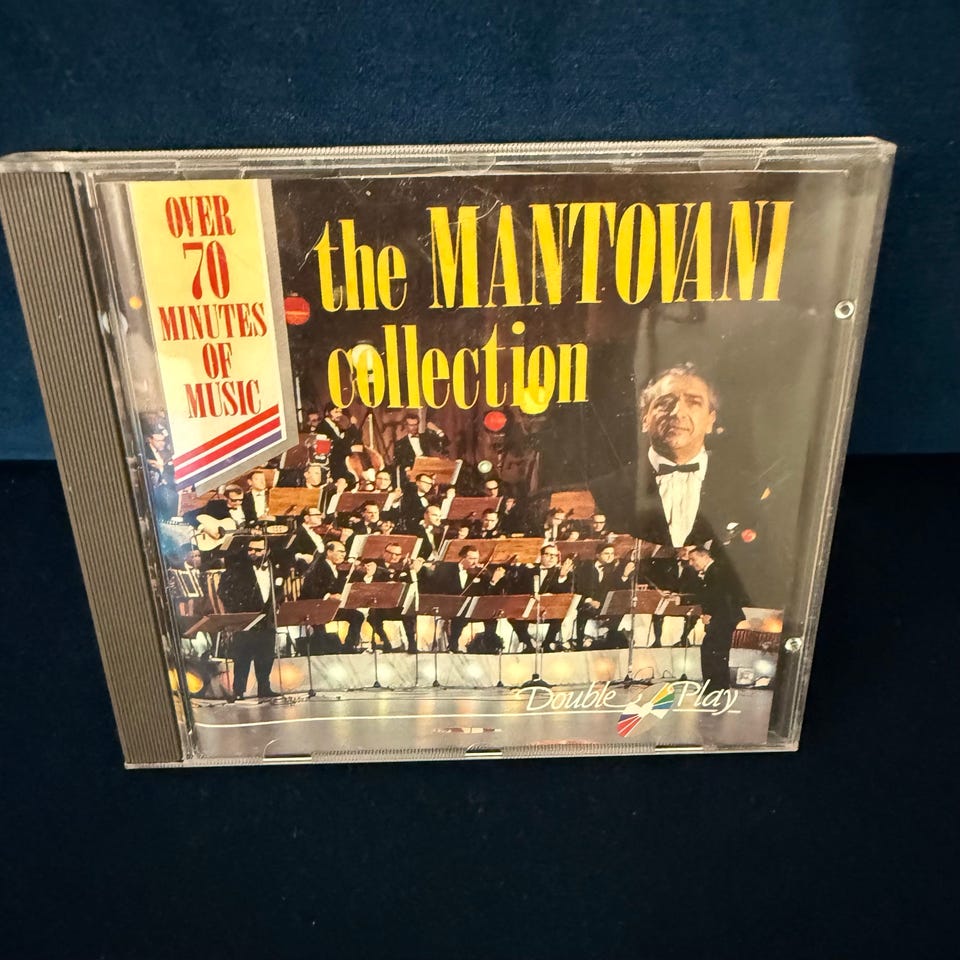 OVER
70
MINUTES
OF
MUSIC
the MANTOVANI
collection
Double Play